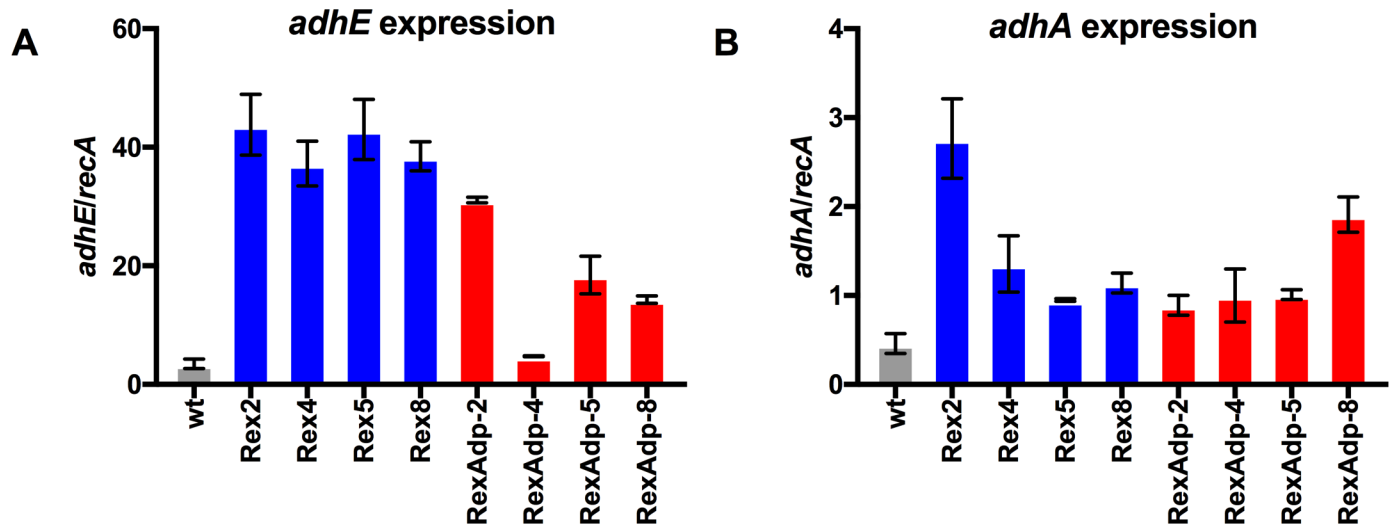 A
adhE expression
adhE/recA
60
40
20
0
wt
Rex2
Rex4
Rex5
Rex8
RexAdp-2
RexAdp-4
RexAdp-5
RexAdp-8
B
adhA expression
adhA/recA
4
3
2
1
0
wt
Rex2
Rex4
Rex5
Rex8
RexAdp-2
RexAdp-4
RexAdp-5
RexAdp-8